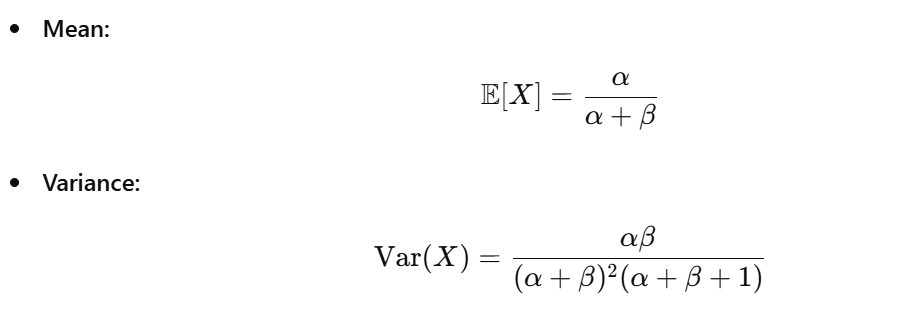 • Mean:
𝔼[X] = α / (α + β)
• Variance:
Var(X) = αβ / ((α + β)²(α + β + 1))